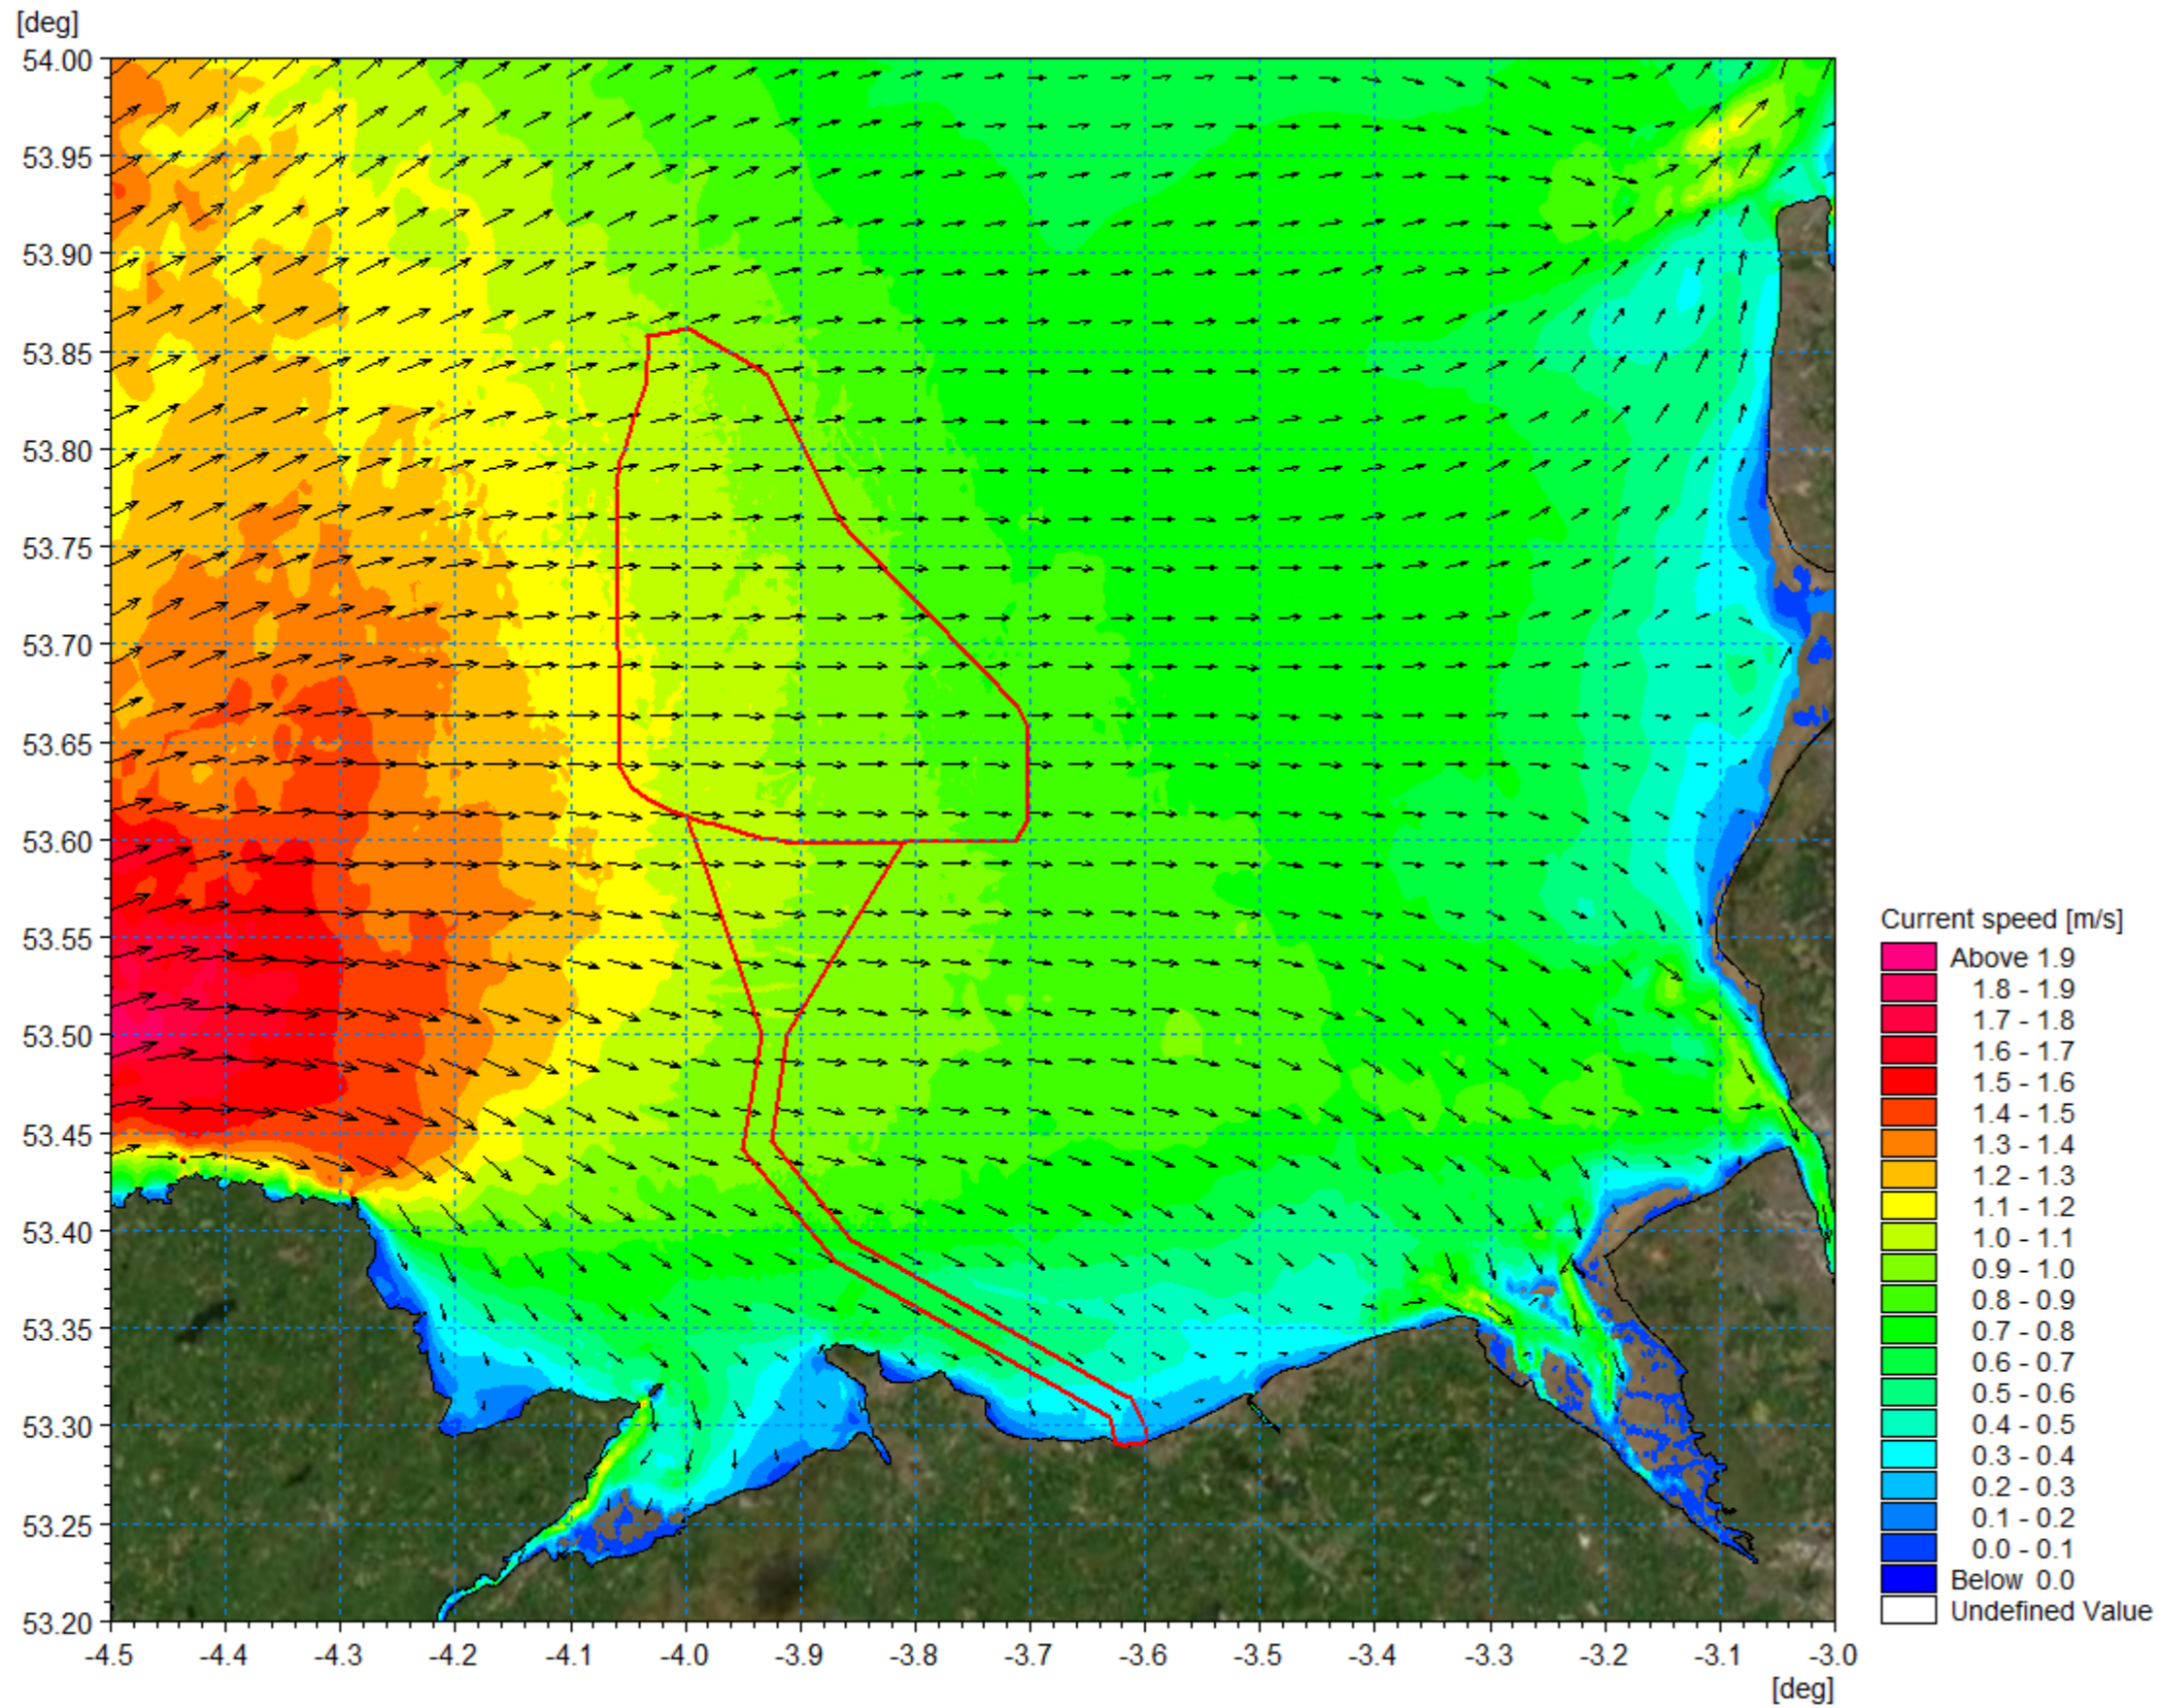 [deg]
54.00
53.95
53.90
53.85
53.80
53.75
53.70
53.65
53.60
53.55
53.50
53.45
53.40
53.35
53.30
53.25
53.20
-4.5 -4.4 -4.3 -4.2 -4.1 -4.0 -3.9 -3.8 -3.7 -3.6 -3.5 -3.4 -3.3 -3.2 -3.1 -3.0
[deg]
Current speed [m/s]
Above 1.9
1.8 - 1.9
1.7 - 1.8
1.6 - 1.7
1.5 - 1.6
1.4 - 1.5
1.3 - 1.4
1.2 - 1.3
1.1 - 1.2
1.0 - 1.1
0.9 - 1.0
0.8 - 0.9
0.7 - 0.8
0.6 - 0.7
0.5 - 0.6
0.4 - 0.5
0.3 - 0.4
0.2 - 0.3
0.1 - 0.2
0.0 - 0.1
Below 0.0
Undefined Value